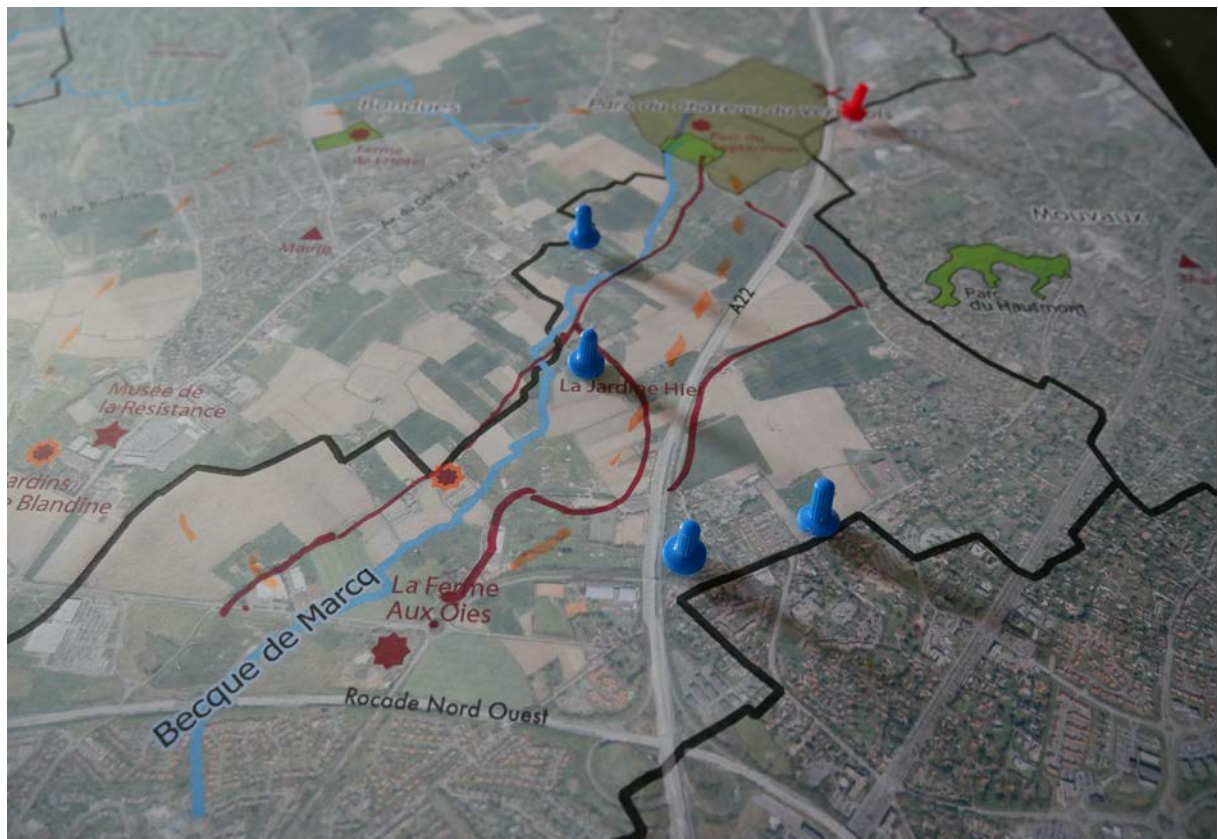 Bondues
Parc du Château du
Ferme
Mouvaux
Mairie
Parc
du Hautmont
A22
La Jardine Hie
Musée de
la Résistance
ardins
e Blandine
La Ferme
Aux Oies
Becque de Marcq
Rocade Nord Ouest